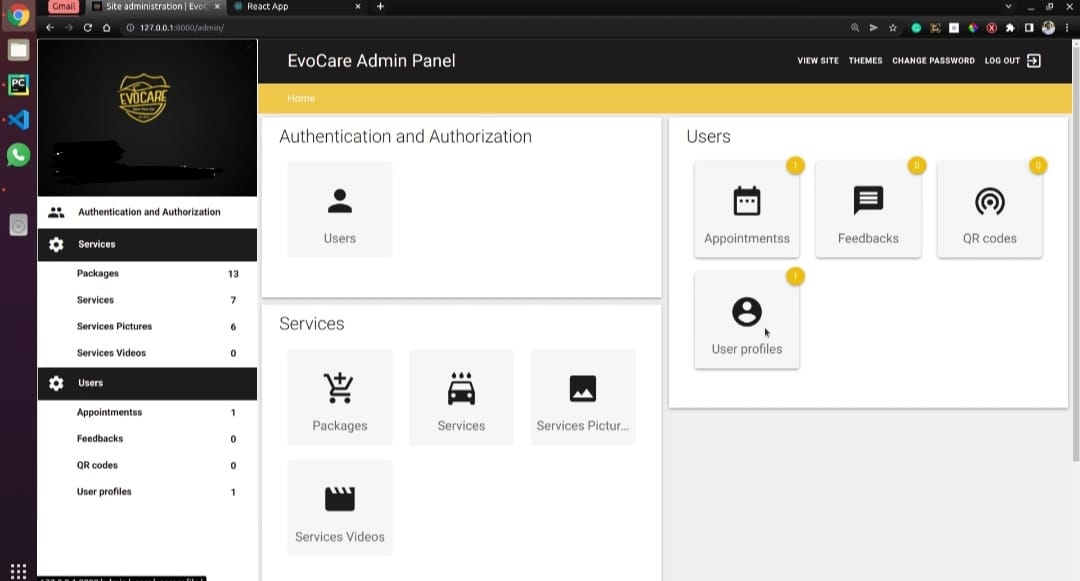 Gmail
Site administration | EvoC
React App
127.0.0.1:8000/admin/
PC
EVOCARE
EvoCare Admin Panel
VIEW SITE THEMES CHANGE PASSWORD LOG OUT
Home
Authentication and Authorization
Services
Packages 13
Services 7
Services Pictures 6
Services Videos 0
Users
Appointmentss 1
Feedbacks 0
QR codes 0
User profiles 1
Authentication and Authorization
Users
Services
Packages
Services
Services Pictur...
Services Videos
Users
1
Appointmentss
0
Feedbacks
0
QR codes
1
User profiles